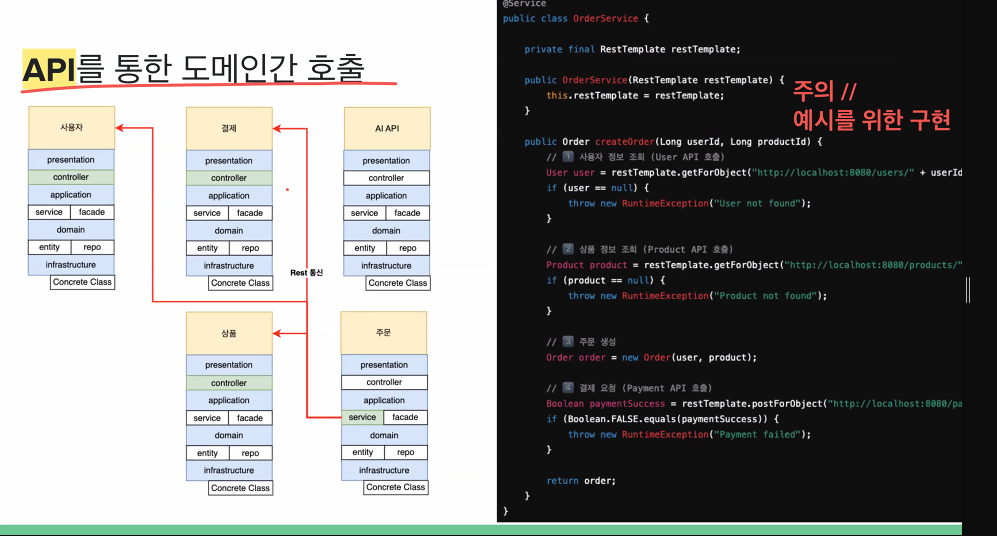 API를 통한 도메인간 호출
사용자
presentation
controller
application
service facade
domain
entity repo
infrastructure
Concrete Class
결제
presentation
controller
application
service facade
domain
entity repo
infrastructure
Concrete Class
AI API
presentation
controller
application
service facade
domain
entity repo
infrastructure
Concrete Class
Rest 통신
상품
presentation
controller
application
service facade
domain
entity repo
infrastructure
Concrete Class
주문
presentation
controller
application
service facade
domain
entity repo
infrastructure
Concrete Class
@Service
public class OrderService {
private final RestTemplate restTemplate;
public OrderService(RestTemplate restTemplate) {
this.restTemplate = restTemplate;
}
주의 //
예시를 위한 구현
public Order createOrder(Long userId, Long productId) {
// 1 사용자 정보 조회 (User API 호출)
User user = restTemplate.getForObject("http://localhost:8080/users/" + userId
if (user == null) {
throw new RuntimeException("User not found");
}
// 2 상품 정보 조회 (Product API 호출)
Product product = restTemplate.getForObject("http://localhost:8080/products/"
if (product == null) {
throw new RuntimeException("Product not found");
}
// 3 주문 생성
Order order = new Order(user, product);
// 4 결제 요청 (Payment API 호출)
Boolean paymentSuccess = restTemplate.postForObject("http://localhost:8080/pa
if (Boolean.FALSE.equals(paymentSuccess)) {
throw new RuntimeException("Payment failed");
}
return order;
}
}